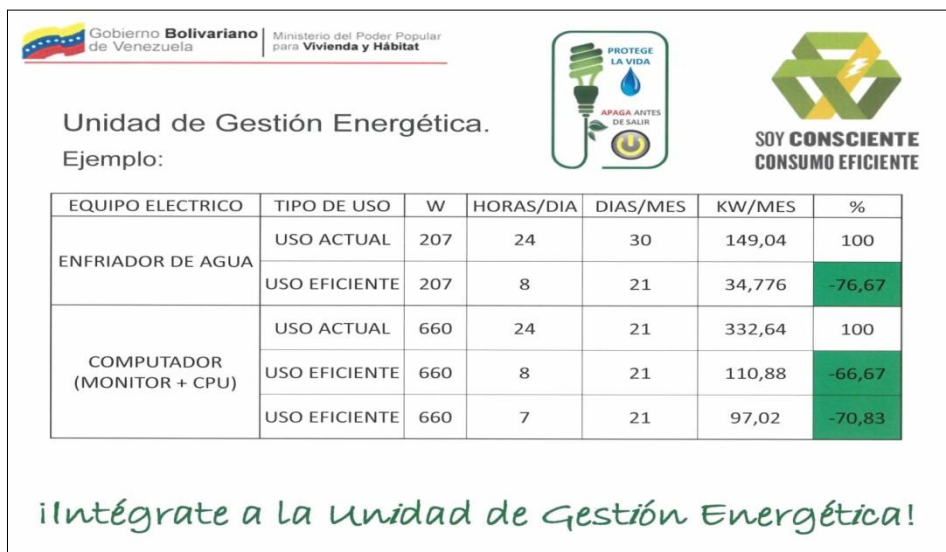 Gobierno Bolivariano
de Venezuela
Ministerio del Poder Popular
para Vivienda y Hábitat
PROTEGE
LA VIDA
APAGA ANTES
DE SALIR
SOY CONSCIENTE
CONSUMO EFICIENTE
Unidad de Gestión Energética.
Ejemplo:
EQUIPO ELECTRICO TIPO DE USO W HORAS/DIA DIAS/MES KW/MES %
ENFRIADOR DE AGUA
USO ACTUAL 207 24 30 149,04 100
USO EFICIENTE 207 8 21 34,776 -76,67
COMPUTADOR
(MONITOR + CPU)
USO ACTUAL 660 24 21 332,64 100
USO EFICIENTE 660 8 21 110,88 -66,67
USO EFICIENTE 660 7 21 97,02 -70,83
¡Intégrate a la Unidad de Gestión Energética!